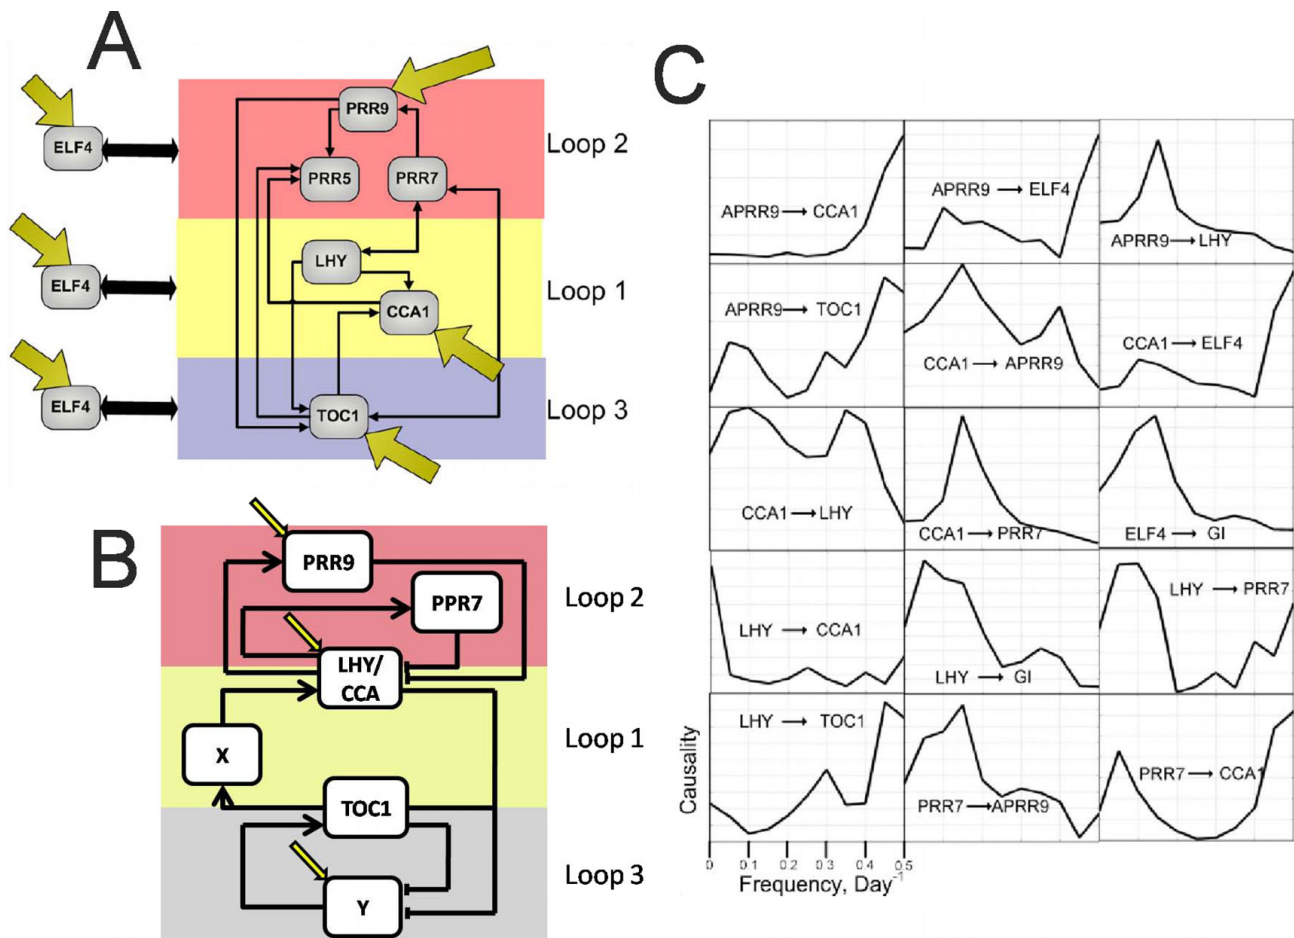 A
PRR9
ELF4
Loop 2
PRR5
PRR7
ELF4
LHY
Loop 1
CCA1
ELF4
TOC1
Loop 3
B
PRR9
PPR7
Loop 2
LHY/
CCA
X
Loop 1
TOC1
Y
Loop 3
C
APRR9 → CCA1
APRR9 → ELF4
APRR9 → LHY
APRR9 → TOC1
CCA1 → APRR9
CCA1 → ELF4
CCA1 → LHY
CCA1 → PRR7
ELF4 → GI
LHY → CCA1
LHY → GI
LHY → PRR7
LHY → TOC1
PRR7 → APRR9
PRR7 → CCA1
Causality
0 0.1 0.2 0.3 0.4 0.5
Frequency, Day⁻¹